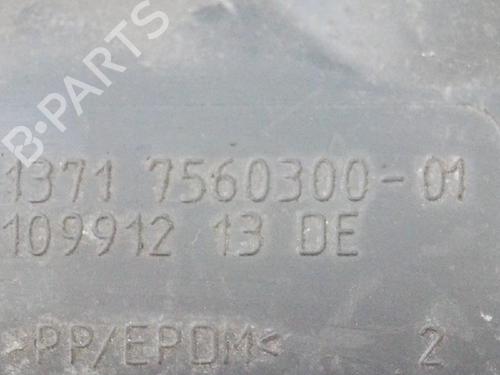 B-PARTS
1371 7560300-01
109912 13 DE
>PP/EPDM< 2